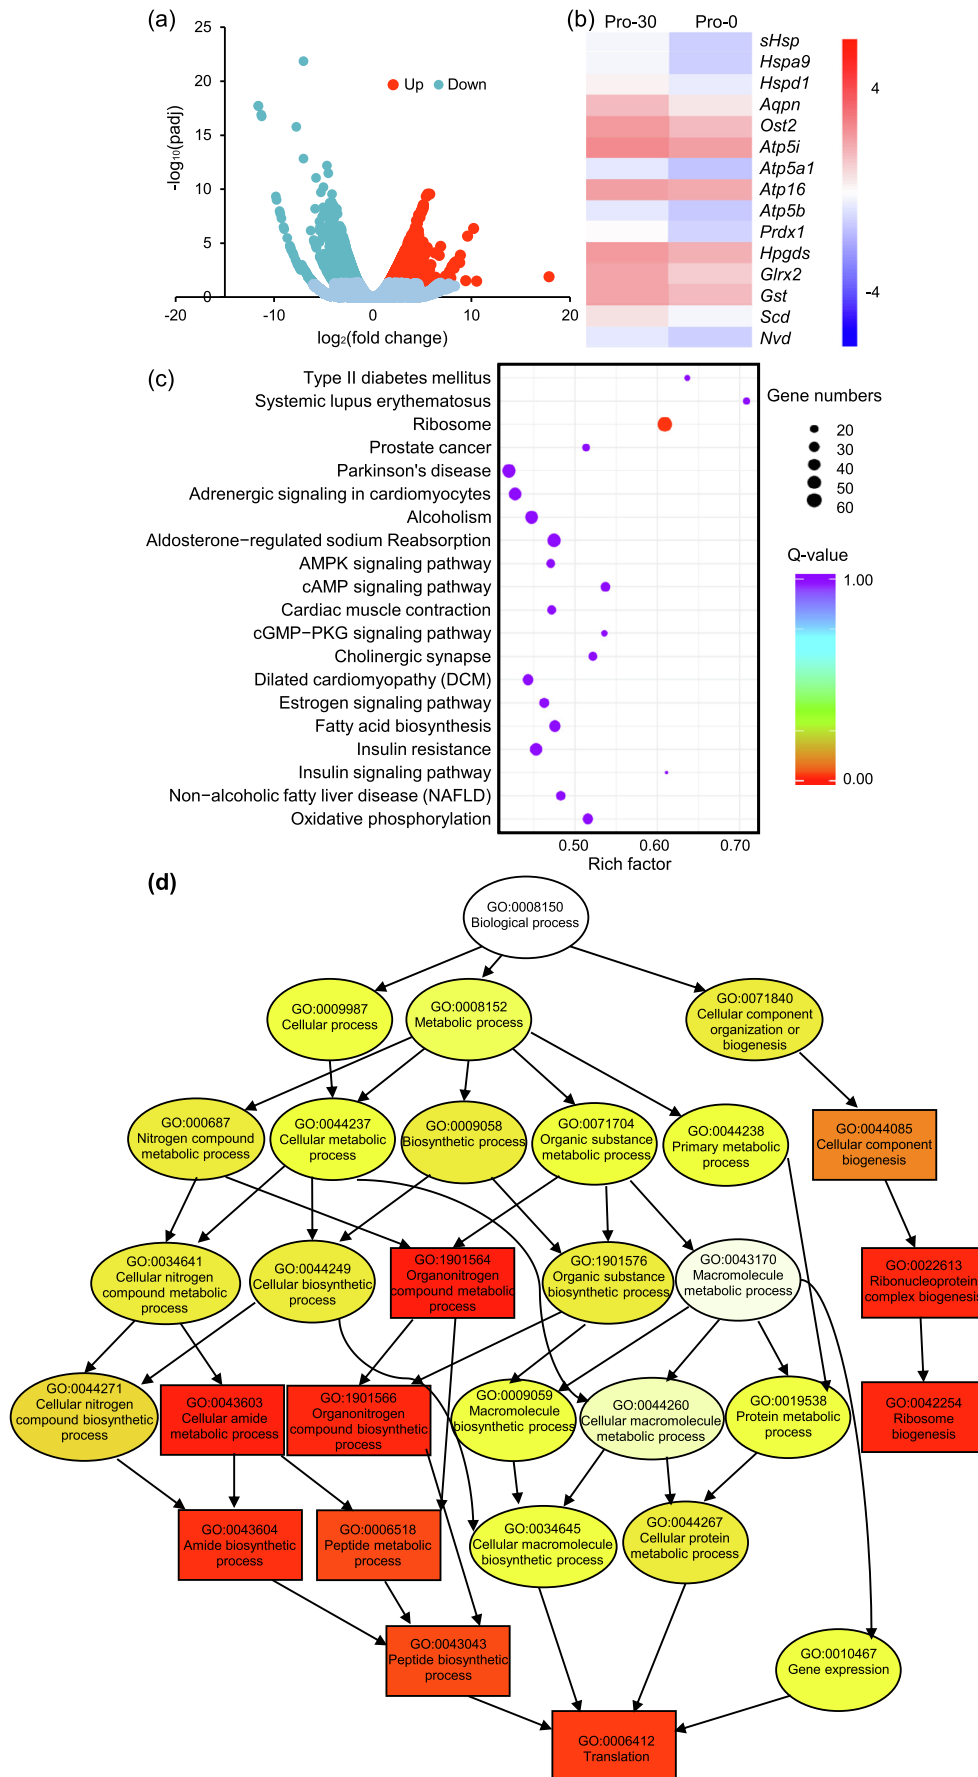 (a)
25
20
15
10
5
0
-log10(padj)
Up
Down
-20
-10
0
10
20
log2(fold change)
(b)
Pro-30
Pro-0
sHsp
Hspa9
Hspd1
Aqpn
Ost2
Atp5i
Atp5a1
Atp16
Atp5b
Prdx1
Hpgds
Glrx2
Gst
Scd
Nvd
4
-4
(c)
Type II diabetes mellitus
Systemic lupus erythematosus
Ribosome
Prostate cancer
Parkinson's disease
Adrenergic signaling in cardiomyocytes
Alcoholism
Aldosterone−regulated sodium Reabsorption
AMPK signaling pathway
cAMP signaling pathway
Cardiac muscle contraction
cGMP−PKG signaling pathway
Cholinergic synapse
Dilated cardiomyopathy (DCM)
Estrogen signaling pathway
Fatty acid biosynthesis
Insulin resistance
Insulin signaling pathway
Non−alcoholic fatty liver disease (NAFLD)
Oxidative phosphorylation
0.50
0.60
0.70
Rich factor
Gene numbers
20
30
40
50
60
Q-value
1.00
0.00
(d)
GO:0008150
Biological process
GO:0009987
Cellular process
GO:0008152
Metabolic process
GO:0071840
Cellular component
organization or
biogenesis
GO:000687
Nitrogen compound
metabolic process
GO:0044237
Cellular metabolic
process
GO:0009058
Biosynthetic process
GO:0071704
Organic substance
metabolic process
GO:0044238
Primary metabolic
process
GO:0044085
Cellular component
biogenesis
GO:0034641
Cellular nitrogen
compound metabolic
process
GO:0044249
Cellular biosynthetic
process
GO:1901564
Organonitrogen
compound metabolic
process
GO:1901576
Organic substance
biosynthetic process
GO:0043170
Macromolecule
metabolic process
GO:0022613
Ribonucleoprotein
complex biogenesis
GO:0044271
Cellular nitrogen
compound biosynthetic
process
GO:0043603
Cellular amide
metabolic process
GO:1901566
Organonitrogen
compound biosynthetic
process
GO:0009059
Macromolecule
biosynthetic process
GO:0044260
Cellular macromolecule
metabolic process
GO:0019538
Protein metabolic
process
GO:0042254
Ribosome
biogenesis
GO:0043604
Amide biosynthetic
process
GO:0006518
Peptide metabolic
process
GO:0034645
Cellular macromolecule
biosynthetic process
GO:0044267
Cellular protein
metabolic process
GO:0043043
Peptide biosynthetic
process
GO:0010467
Gene expression
GO:0006412
Translation